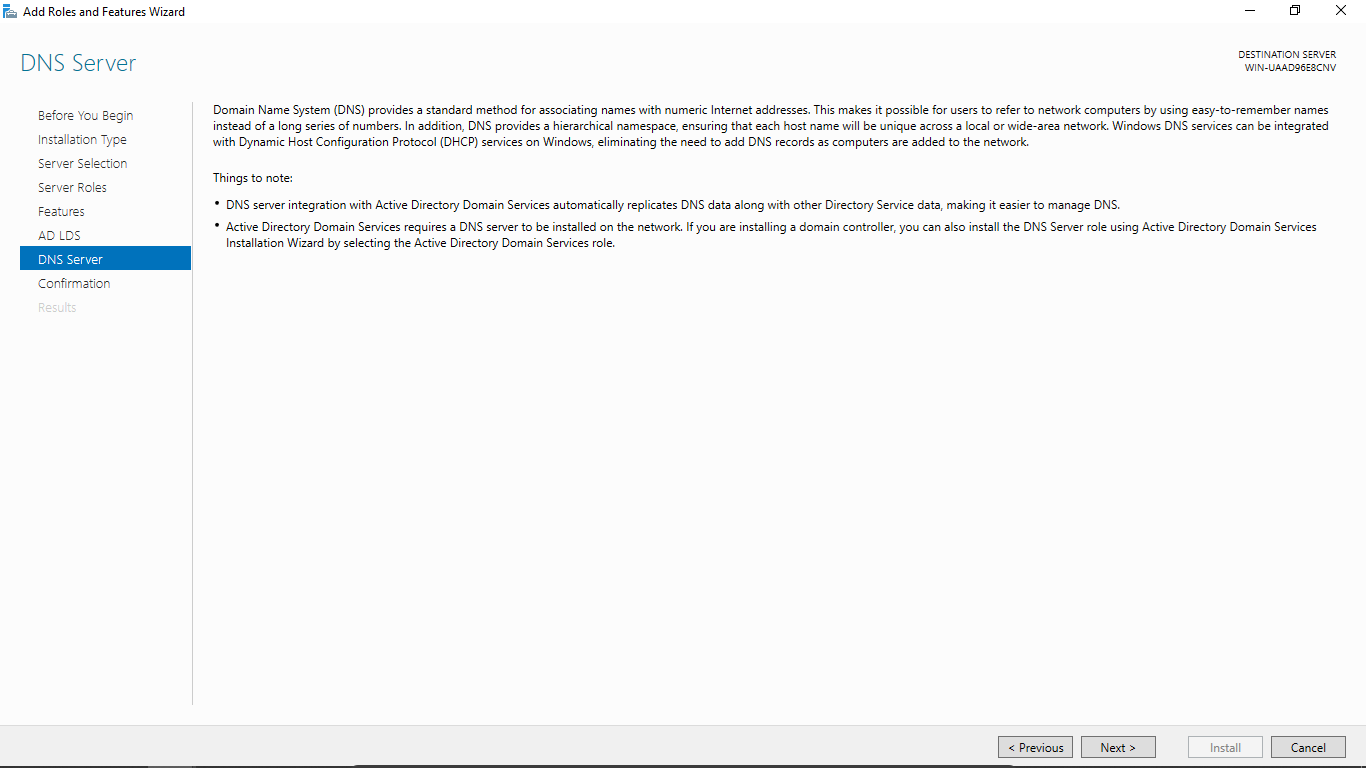 Add Roles and Features Wizard
DNS Server
DESTINATION SERVER
WIN-UAAD96E8CNV
Before You Begin
Installation Type
Server Selection
Server Roles
Features
AD LDS
DNS Server
Confirmation
Results
Domain Name System (DNS) provides a standard method for associating names with numeric Internet addresses. This makes it possible for users to refer to network computers by using easy-to-remember names
instead of a long series of numbers. In addition, DNS provides a hierarchical namespace, ensuring that each host name will be unique across a local or wide-area network. Windows DNS services can be integrated
with Dynamic Host Configuration Protocol (DHCP) services on Windows, eliminating the need to add DNS records as computers are added to the network.
Things to note:
• DNS server integration with Active Directory Domain Services automatically replicates DNS data along with other Directory Service data, making it easier to manage DNS.
• Active Directory Domain Services requires a DNS server to be installed on the network. If you are installing a domain controller, you can also install the DNS Server role using Active Directory Domain Services
Installation Wizard by selecting the Active Directory Domain Services role.
< Previous
Next >
Install
Cancel